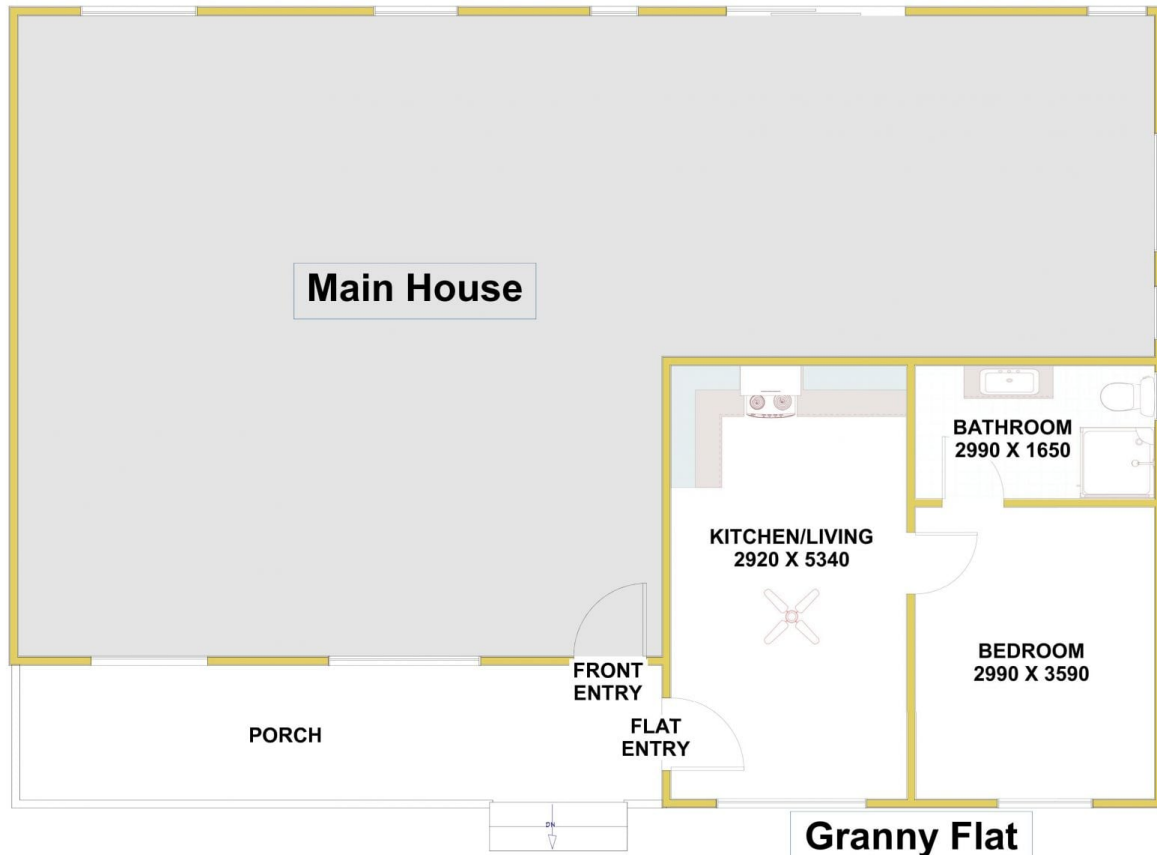 Main House
BATHROOM
2990 X 1650
KITCHEN/LIVING
2920 X 5340
BEDROOM
2990 X 3590
FRONT
ENTRY
FLAT
ENTRY
PORCH
DN
Granny Flat